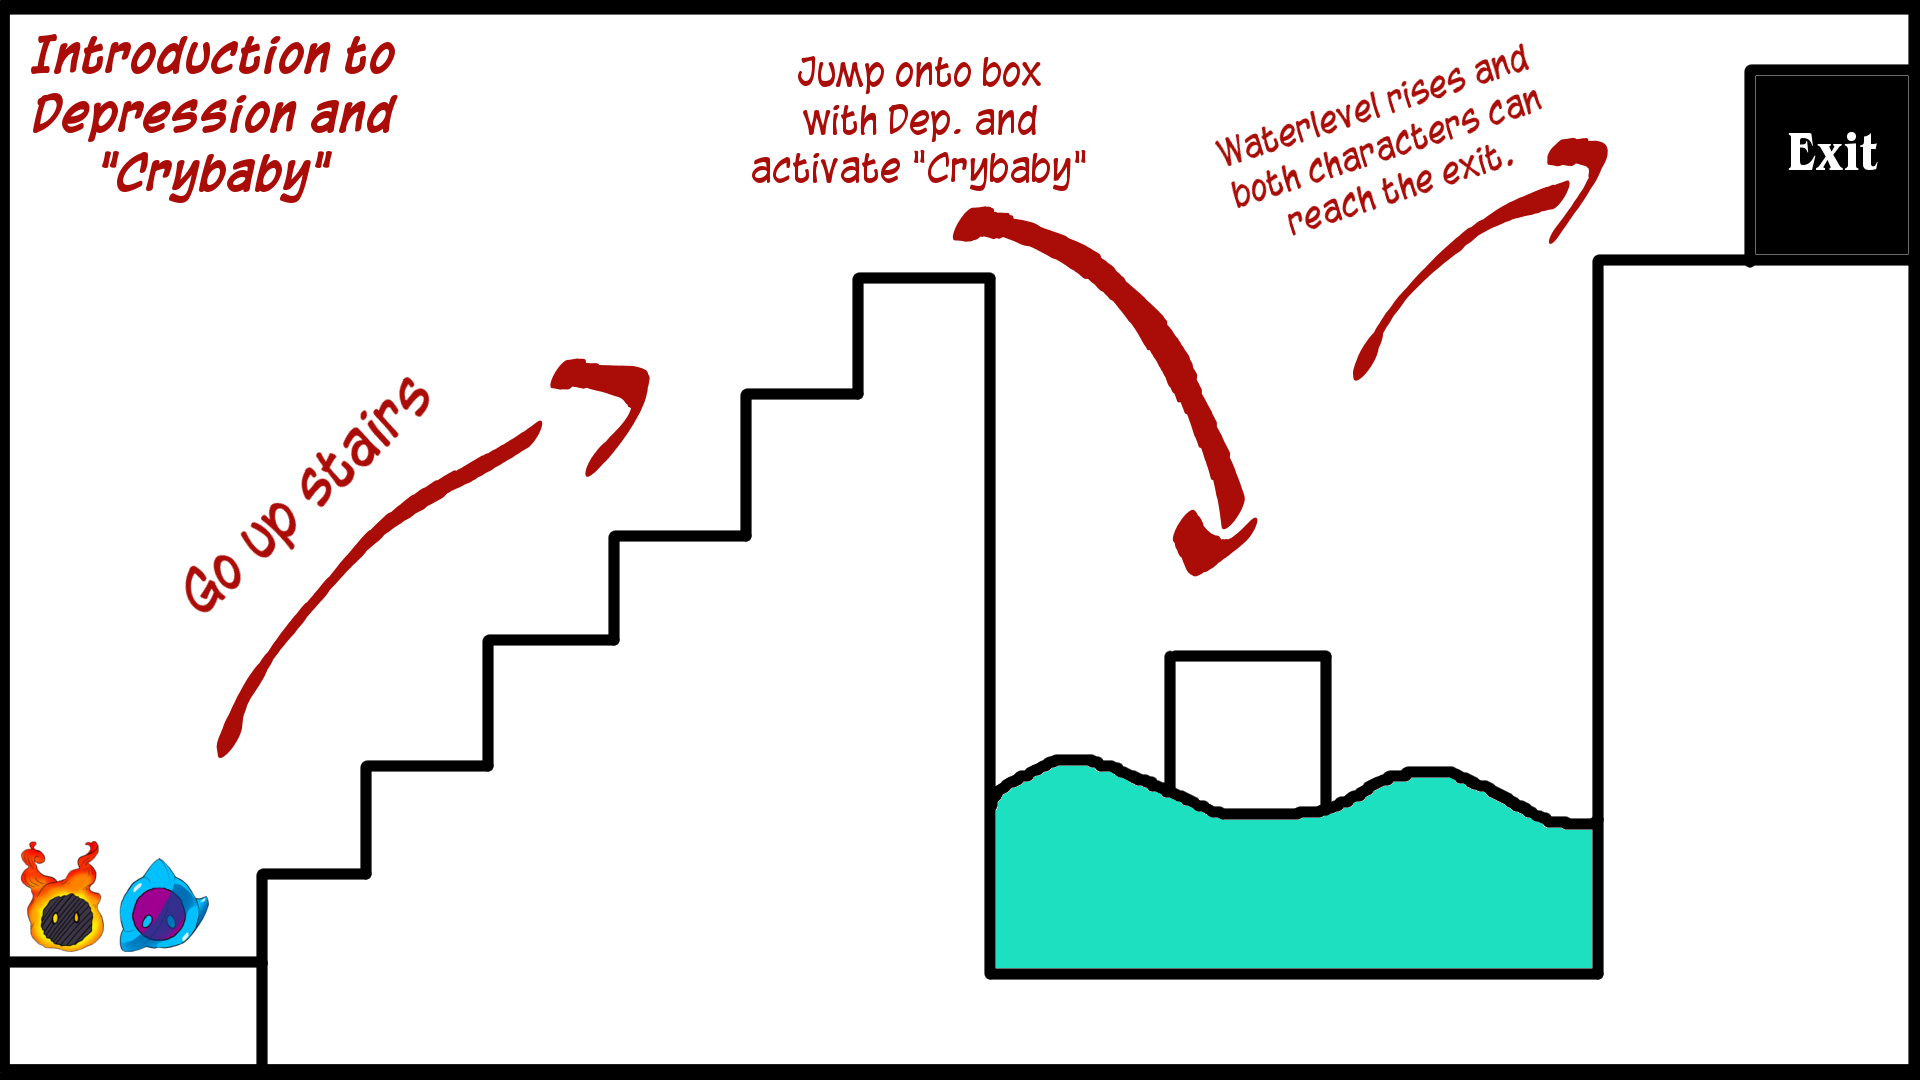 Introduction to
Depression and
"Crybaby"
Go up stairs
Jump onto box
with Dep. and
activate "Crybaby"
Waterlevel rises and
both characters can
reach the exit.
Exit